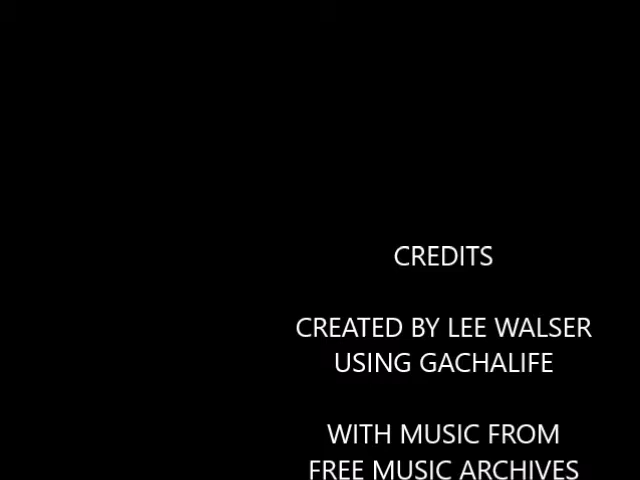 CREDITS
CREATED BY LEE WALSER
USING GACHALIFE
WITH MUSIC FROM
FREE MUSIC ARCHIVES